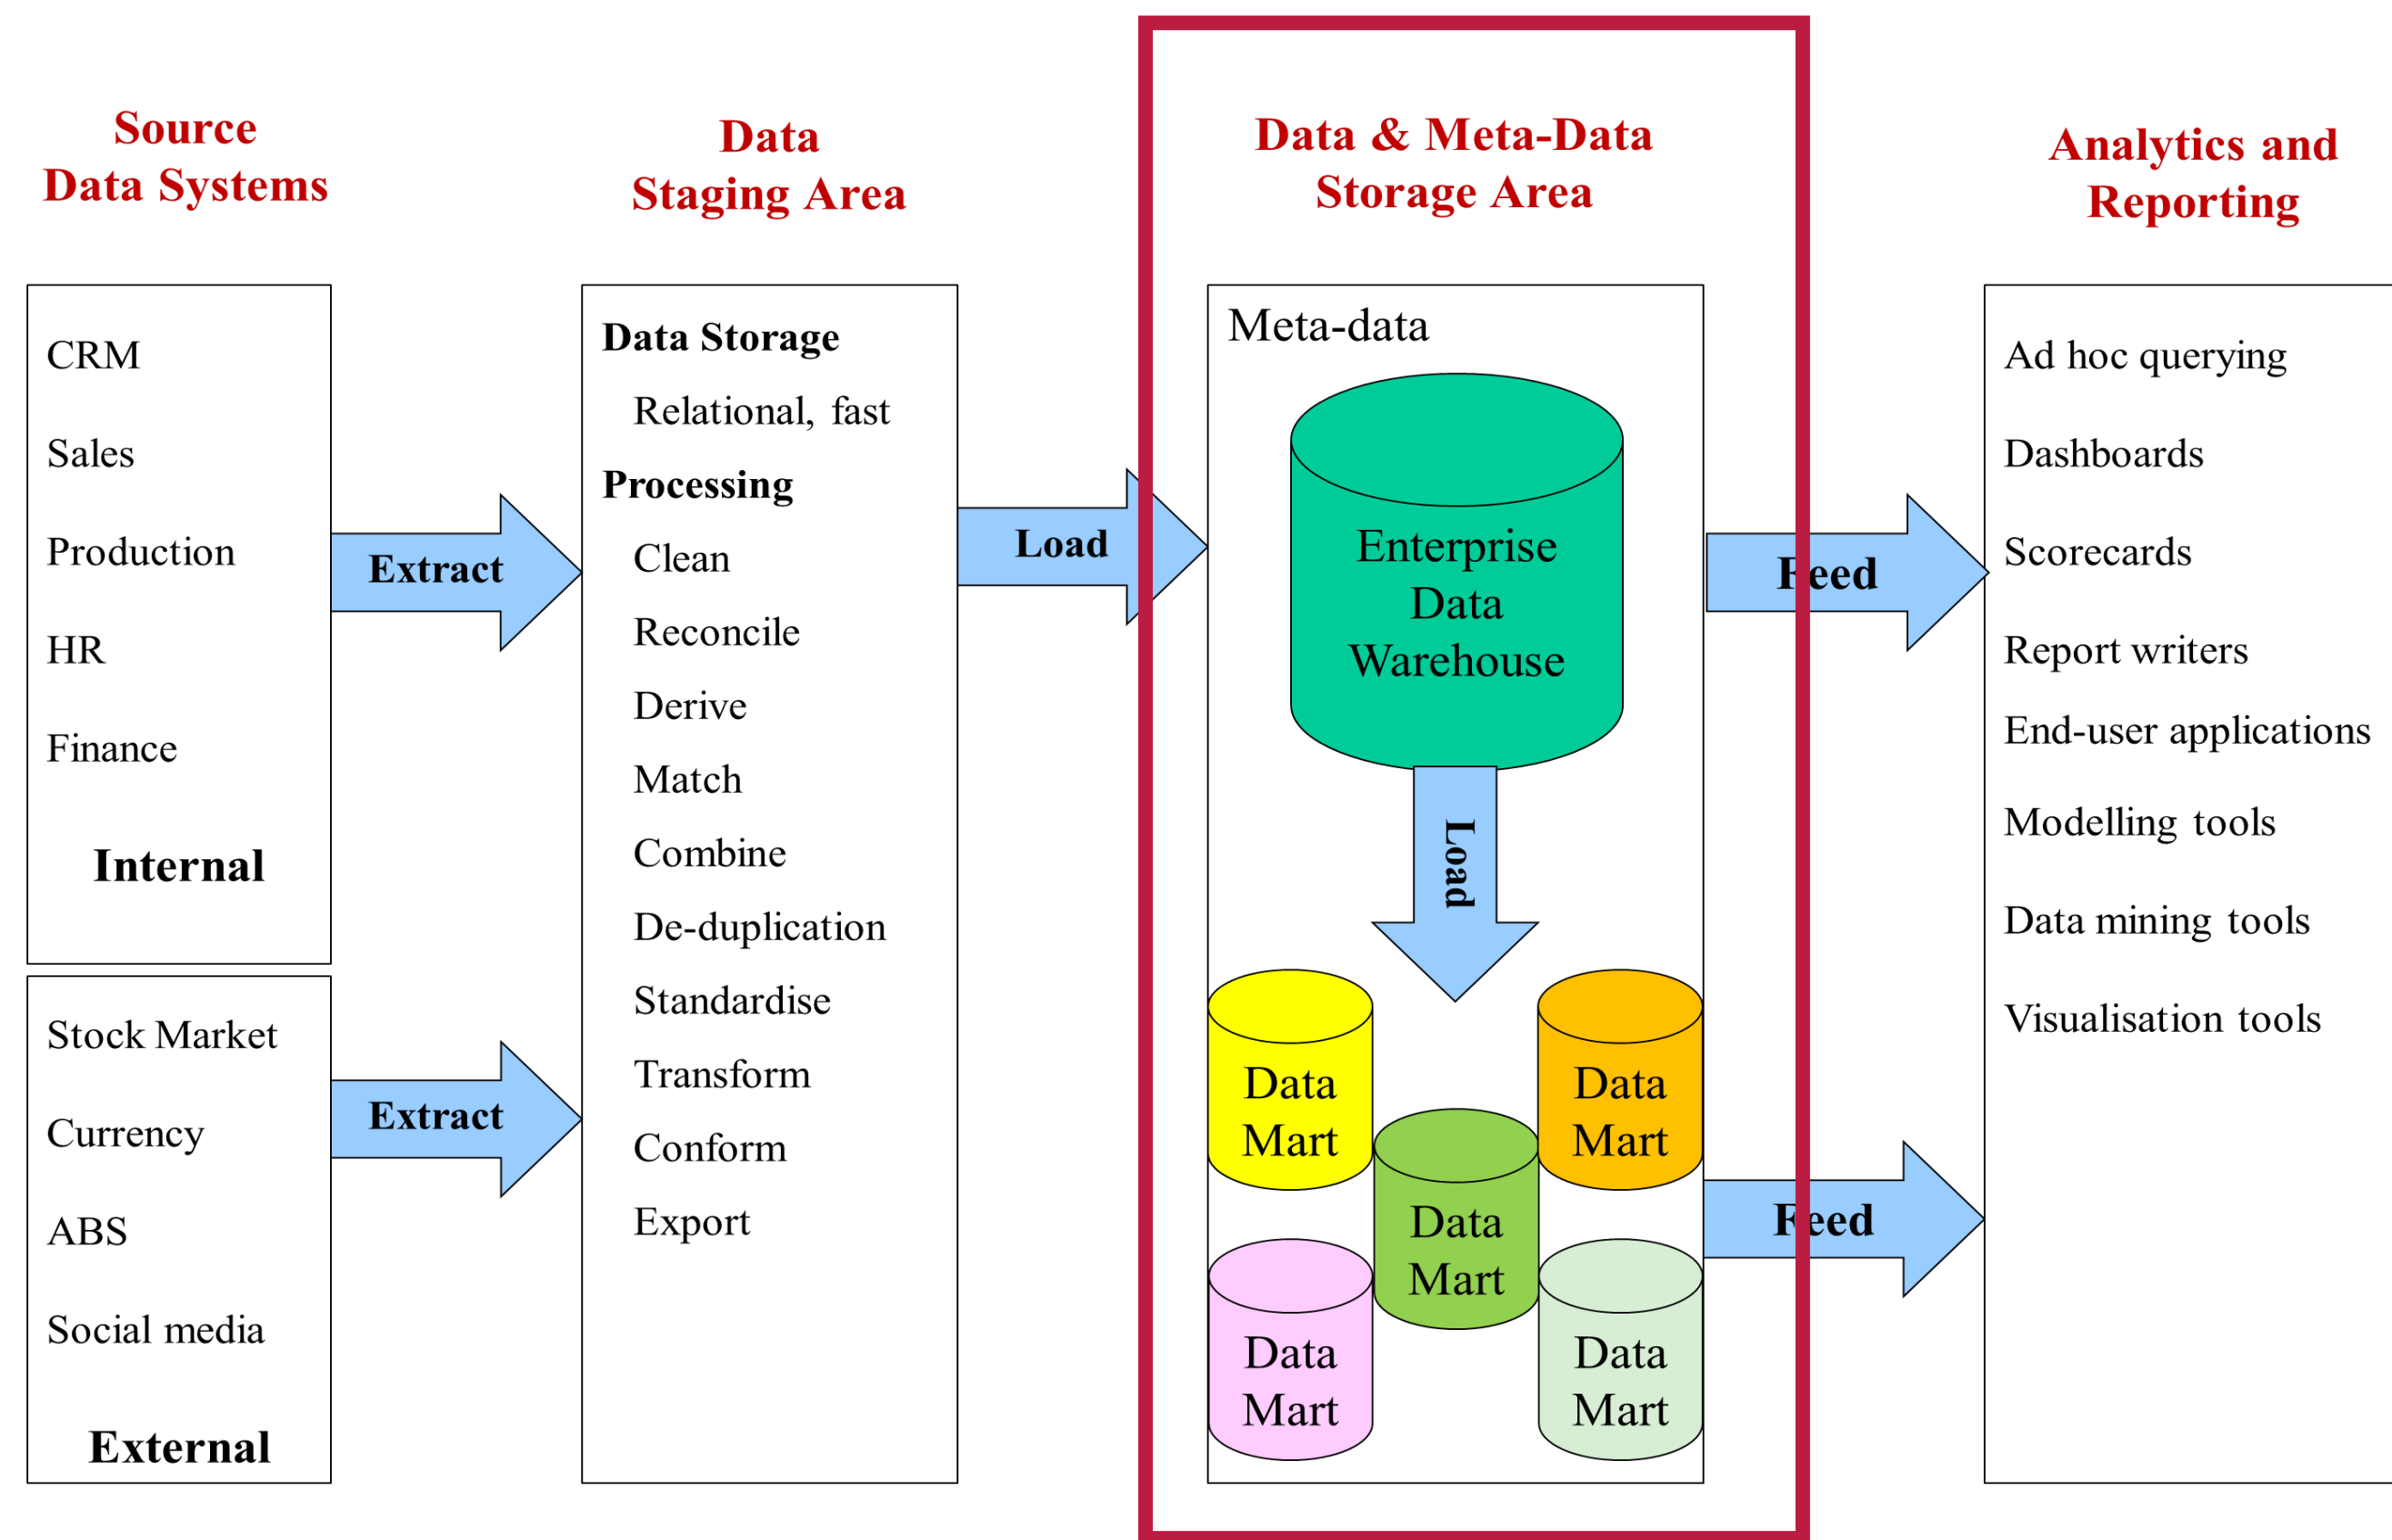 Source
Data Systems
CRM
Sales
Production
HR
Finance
Internal
Stock Market
Currency
ABS
Social media
External
Extract
Extract
Data
Staging Area
Data Storage
Relational, fast
Processing
Clean
Reconcile
Derive
Match
Combine
De-duplication
Standardise
Transform
Conform
Export
Load
Data & Meta-Data
Storage Area
Meta-data
Enterprise
Data
Warehouse
Load
Data
Mart
Data
Mart
Data
Mart
Data
Mart
Data
Mart
Feed
Feed
Analytics and
Reporting
Ad hoc querying
Dashboards
Scorecards
Report writers
End-user applications
Modelling tools
Data mining tools
Visualisation tools